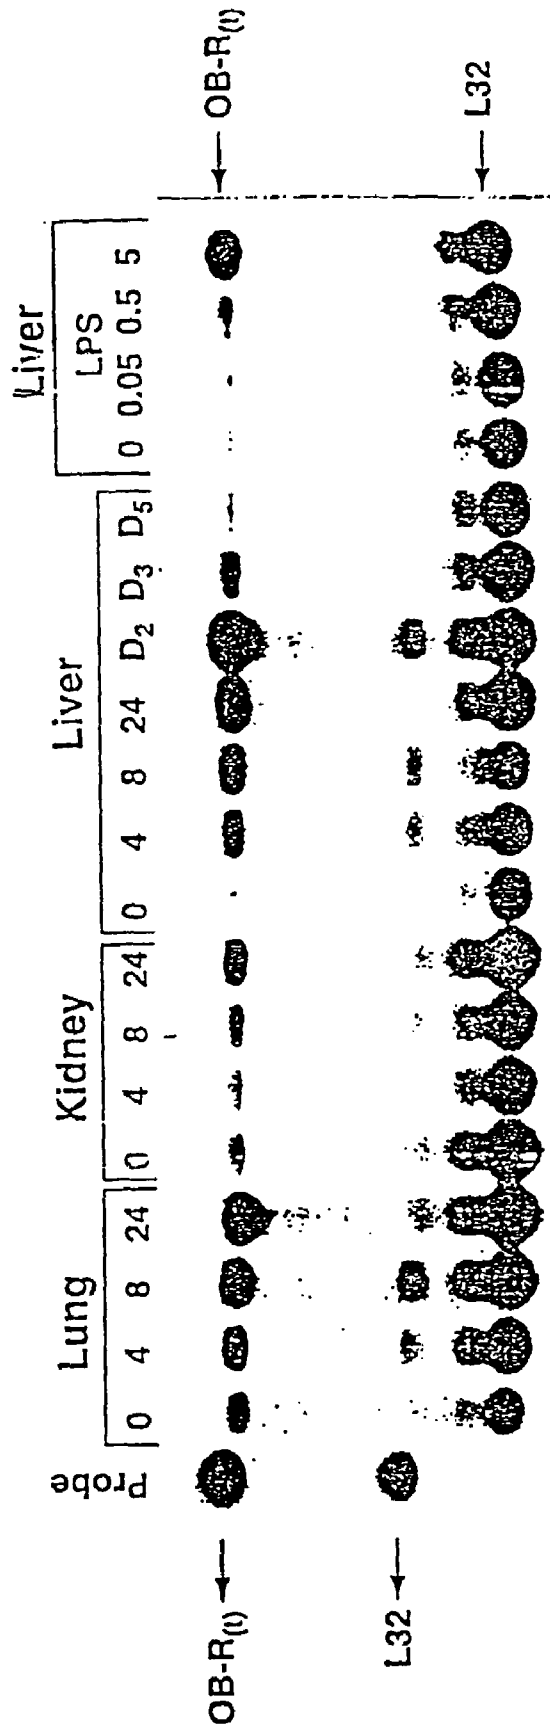 Lung Kidney Liver Liver
LPS
Probe 0 4 8 24 0 4 8 24 0 4 8 24 D2 D3 D5 0 0.05 0.5 5
OB-R(t) OB-R(t)
L32 L32